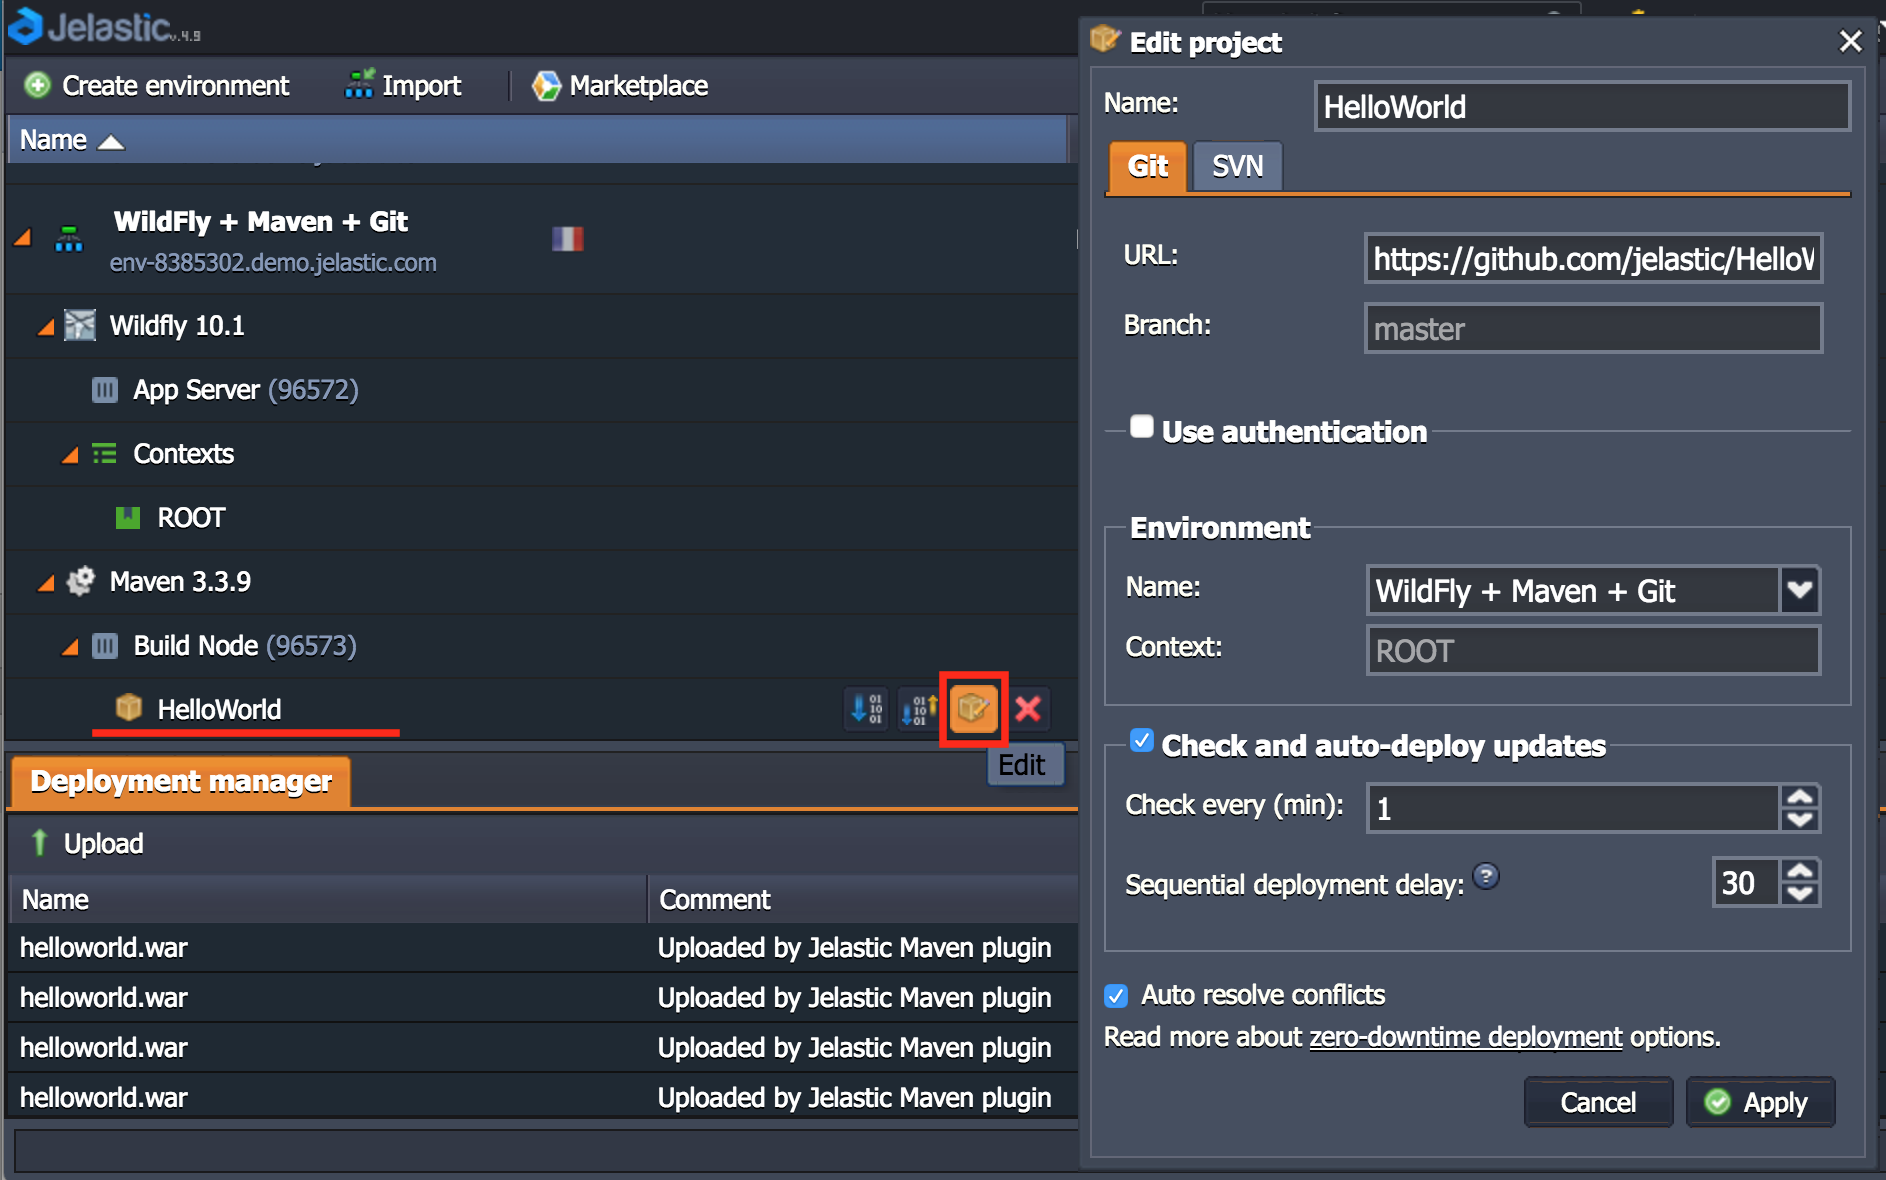 Jelastic v.4.9
Create environment
Import
Marketplace
Name
WildFly + Maven + Git
env-8385302.demo.jelastic.com
Wildfly 10.1
App Server (96572)
Contexts
ROOT
Maven 3.3.9
Build Node (96573)
HelloWorld
Edit
Deployment manager
Upload
Name
Comment
helloworld.war
Uploaded by Jelastic Maven plugin
helloworld.war
Uploaded by Jelastic Maven plugin
helloworld.war
Uploaded by Jelastic Maven plugin
helloworld.war
Uploaded by Jelastic Maven plugin
Edit project
Name:
HelloWorld
Git
SVN
URL:
https://github.com/jelastic/HelloW
Branch:
master
Use authentication
Environment
Name:
WildFly + Maven + Git
Context:
ROOT
Check and auto-deploy updates
Check every (min):
1
Sequential deployment delay:
30
Auto resolve conflicts
Read more about zero-downtime deployment options.
Cancel
Apply